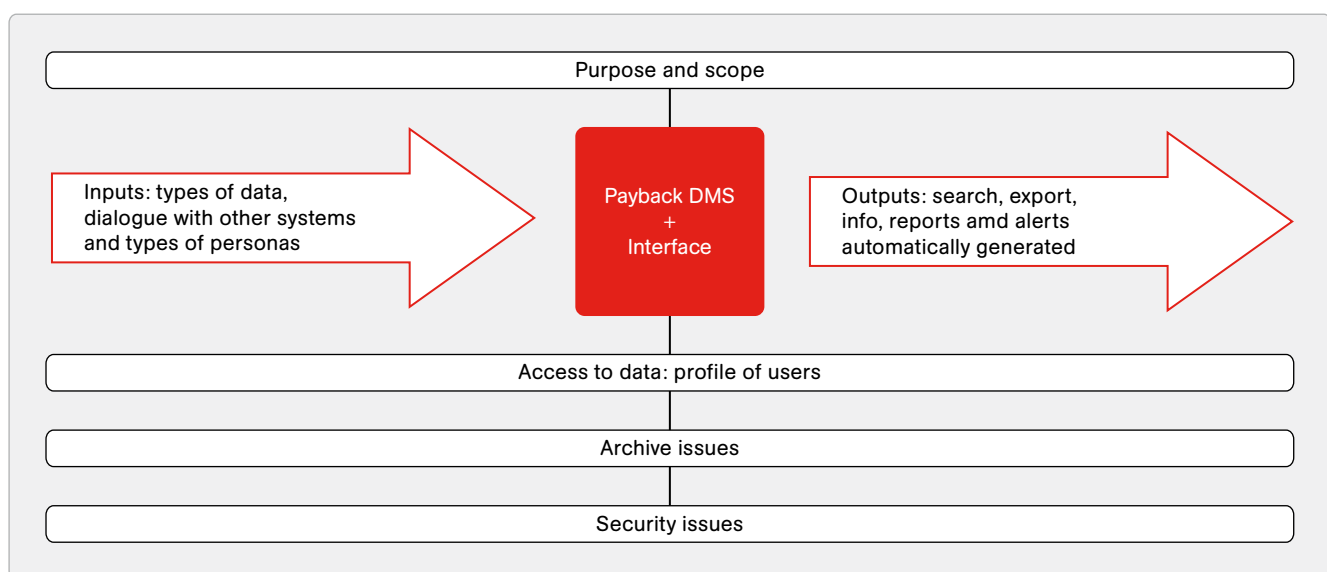 Purpose and scope
Inputs: types of data,
dialogue with other systems
and types of personas
Payback DMS
+
Interface
Outputs: search, export,
info, reports amd alerts
automatically generated
Access to data: profile of users
Archive issues
Security issues